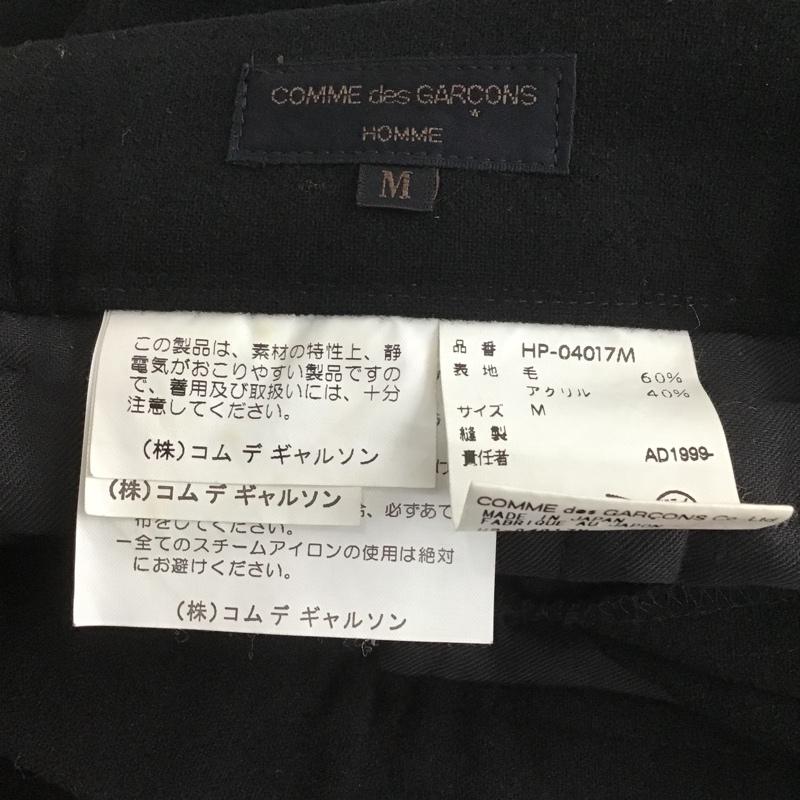 COMME des GARÇONS
HOMME
M
この製品は、素材の特性上、静
電気がおこりやすい製品ですの
で、着用及び取扱いには、十分
注意してください。
(株)コム デ ギャルソン
(株)コム デ ギャルソン
、必ずあて
布をしてください。
ー全てのスチームアイロンの使用は絶対
にお避けください。
(株)コム デ ギャルソン
品 番 HP-04017M
表 地 毛 60%
アクリル 40%
サイズ M
縫 製
責任者 AD1999-
COMME des GARCONS Co., Ltd.
MADE IN JAPAN
FABRIQUE AU JAPON